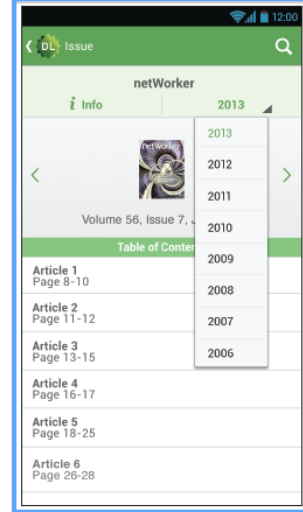 12:00
DL Issue
netWorker
i Info 2013
2013
2012
2011
2010
2009
2008
2007
2006
netWorker
Volume 56, Issue 7, J
Table of Conten
Article 1
Page 8-10
Article 2
Page 11-12
Article 3
Page 13-15
Article 4
Page 16-17
Article 5
Page 18-25
Article 6
Page 26-28